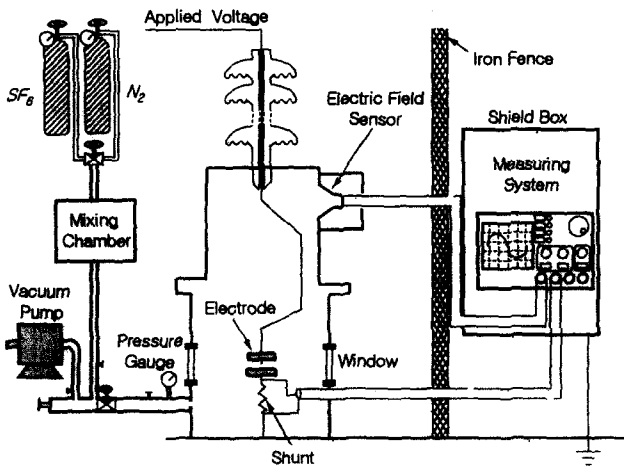 Applied Voltage
Iron Fence
SF6
N2
Electric Field
Sensor
Shield Box
Measuring
System
Mixing
Chamber
Vacuum
Pump
Pressure
Gauge
Electrode
Window
Shunt